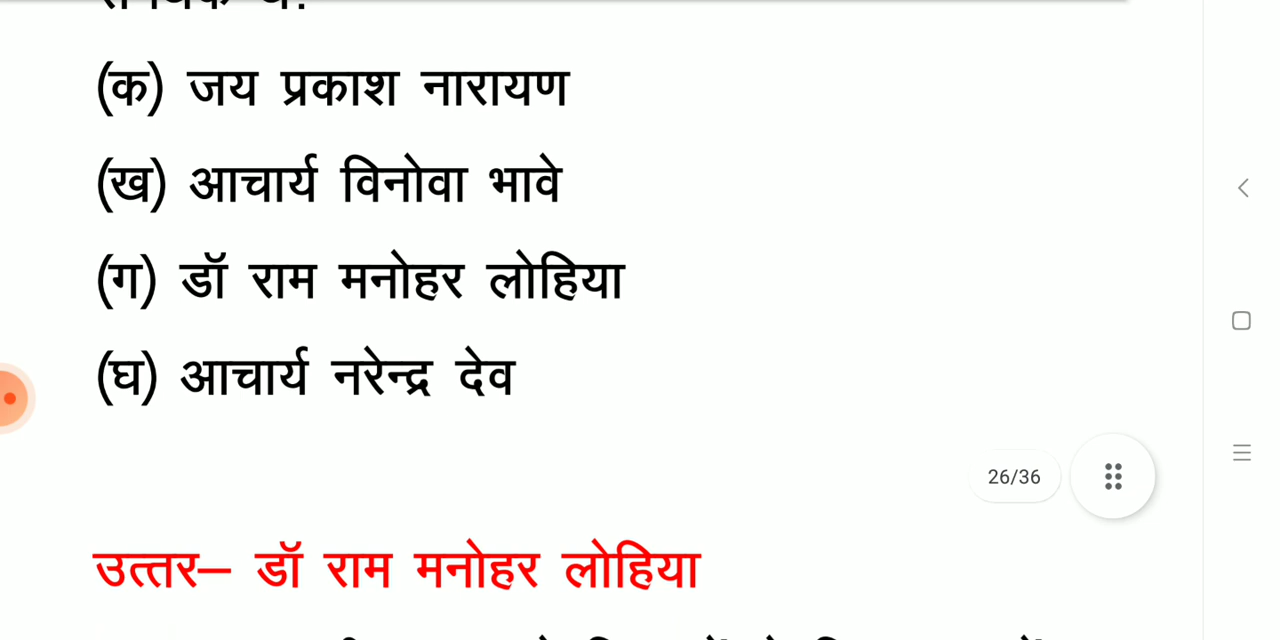 (क) जय प्रकाश नारायण
(ख) आचार्य विनोवा भावे
(ग) डॉ राम मनोहर लोहिया
(घ) आचार्य नरेन्द्र देव
26/36
उत्तर– डॉ राम मनोहर लोहिया